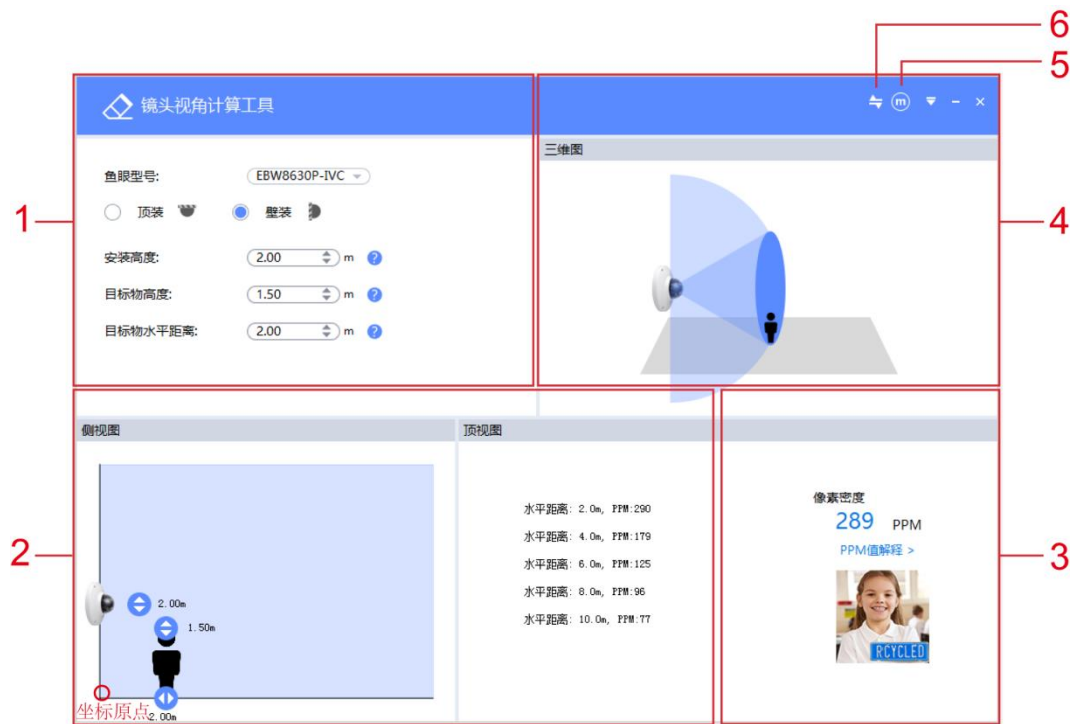 6
5
镜头视角计算工具
m
三维图
鱼眼型号: EBW8630P-IVC
顶装 壁装
安装高度: 2.00 m ?
目标物高度: 1.50 m ?
目标物水平距离: 2.00 m ?
1
4
侧视图
顶视图
水平距离: 2.0m, PPM:290
水平距离: 4.0m, PPM:179
水平距离: 6.0m, PPM:125
水平距离: 8.0m, PPM:96
水平距离: 10.0m, PPM:77
像素密度
289 PPM
PPM值解释 >
RCYCLED
2
3
2.00m
1.50m
坐标原点
2.00m